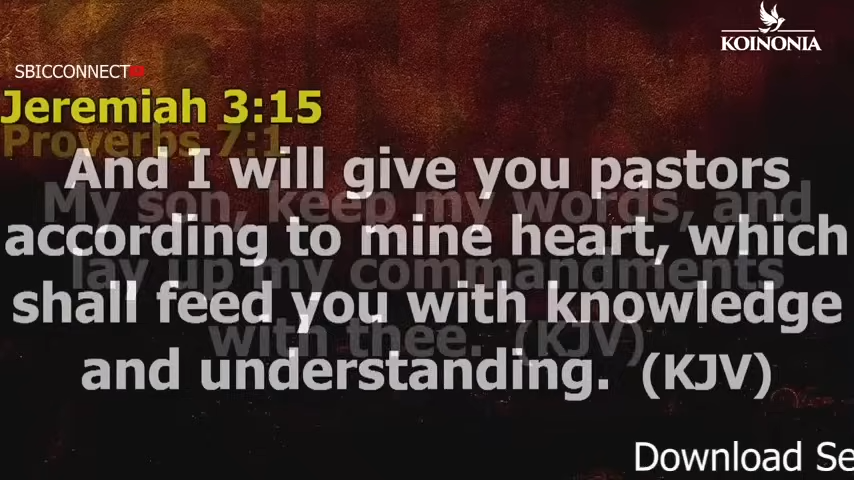 KOINONIA
SBICCONNECT
Jeremiah 3:15
Proverbs 7:1
And I will give you pastors
according to mine heart, which
shall feed you with knowledge
and understanding. (KJV)
My son, keep my words, and
lay up my commandments
with thee. (KJV)
Download Se